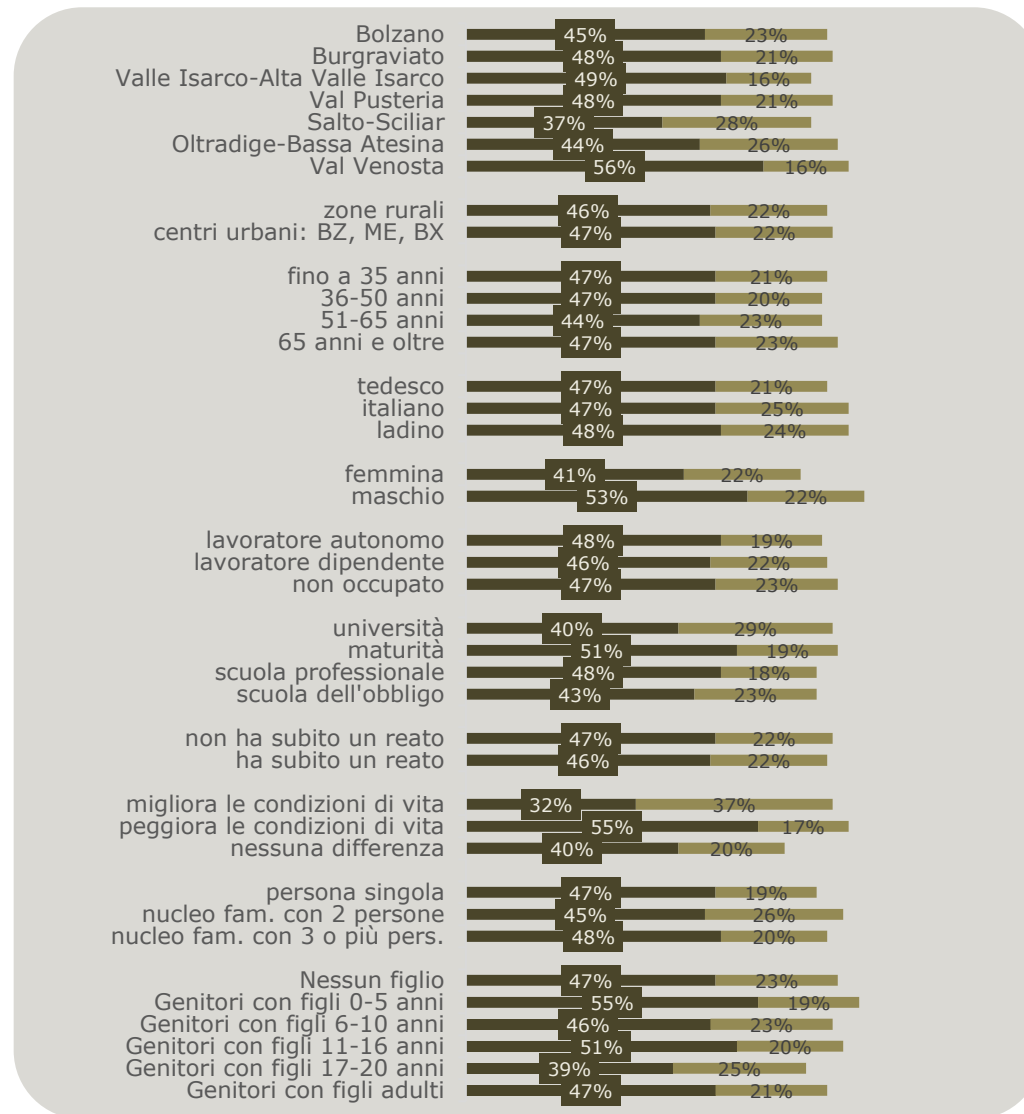 Bolzano 45% 23%
Burgraviato 48% 21%
Valle Isarco-Alta Valle Isarco 49% 16%
Val Pusteria 48% 21%
Salto-Sciliar 37% 28%
Oltradige-Bassa Atesina 44% 26%
Val Venosta 56% 16%
zone rurali 46% 22%
centri urbani: BZ, ME, BX 47% 22%
fino a 35 anni 47% 21%
36-50 anni 47% 20%
51-65 anni 44% 23%
65 anni e oltre 47% 23%
tedesco 47% 21%
italiano 47% 25%
ladino 48% 24%
femmina 41% 22%
maschio 53% 22%
lavoratore autonomo 48% 19%
lavoratore dipendente 46% 22%
non occupato 47% 23%
università 40% 29%
maturità 51% 19%
scuola professionale 48% 18%
scuola dell'obbligo 43% 23%
non ha subito un reato 47% 22%
ha subito un reato 46% 22%
migliora le condizioni di vita 32% 37%
peggiora le condizioni di vita 55% 17%
nessuna differenza 40% 20%
persona singola 47% 19%
nucleo fam. con 2 persone 45% 26%
nucleo fam. con 3 o più pers. 48% 20%
Nessun figlio 47% 23%
Genitori con figli 0-5 anni 55% 19%
Genitori con figli 6-10 anni 46% 23%
Genitori con figli 11-16 anni 51% 20%
Genitori con figli 17-20 anni 39% 25%
Genitori con figli adulti 47% 21%